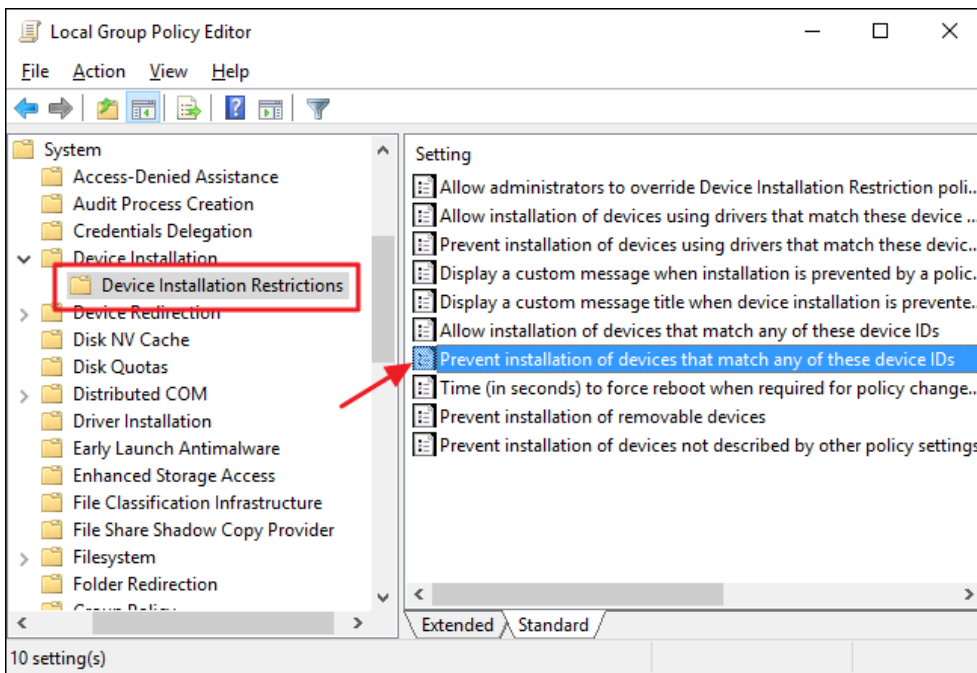 Local Group Policy Editor
File Action View Help
System
Access-Denied Assistance
Audit Process Creation
Credentials Delegation
Device Installation
Device Installation Restrictions
Device Redirection
Disk NV Cache
Disk Quotas
Distributed COM
Driver Installation
Early Launch Antimalware
Enhanced Storage Access
File Classification Infrastructure
File Share Shadow Copy Provider
Filesystem
Folder Redirection
Group Policy
Setting
Allow administrators to override Device Installation Restriction poli...
Allow installation of devices using drivers that match these device ...
Prevent installation of devices using drivers that match these devic...
Display a custom message when installation is prevented by a polic...
Display a custom message title when device installation is prevente...
Allow installation of devices that match any of these device IDs
Prevent installation of devices that match any of these device IDs
Time (in seconds) to force reboot when required for policy change...
Prevent installation of removable devices
Prevent installation of devices not described by other policy settings
Extended Standard
10 setting(s)